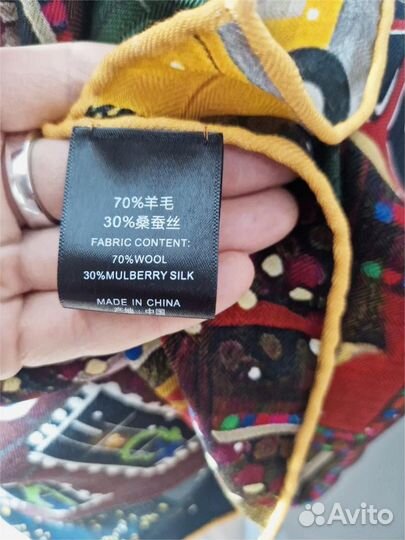 70%羊毛
30%桑蚕丝
FABRIC CONTENT:
70%WOOL
30%MULBERRY SILK
MADE IN CHINA
产地:中国
Avito